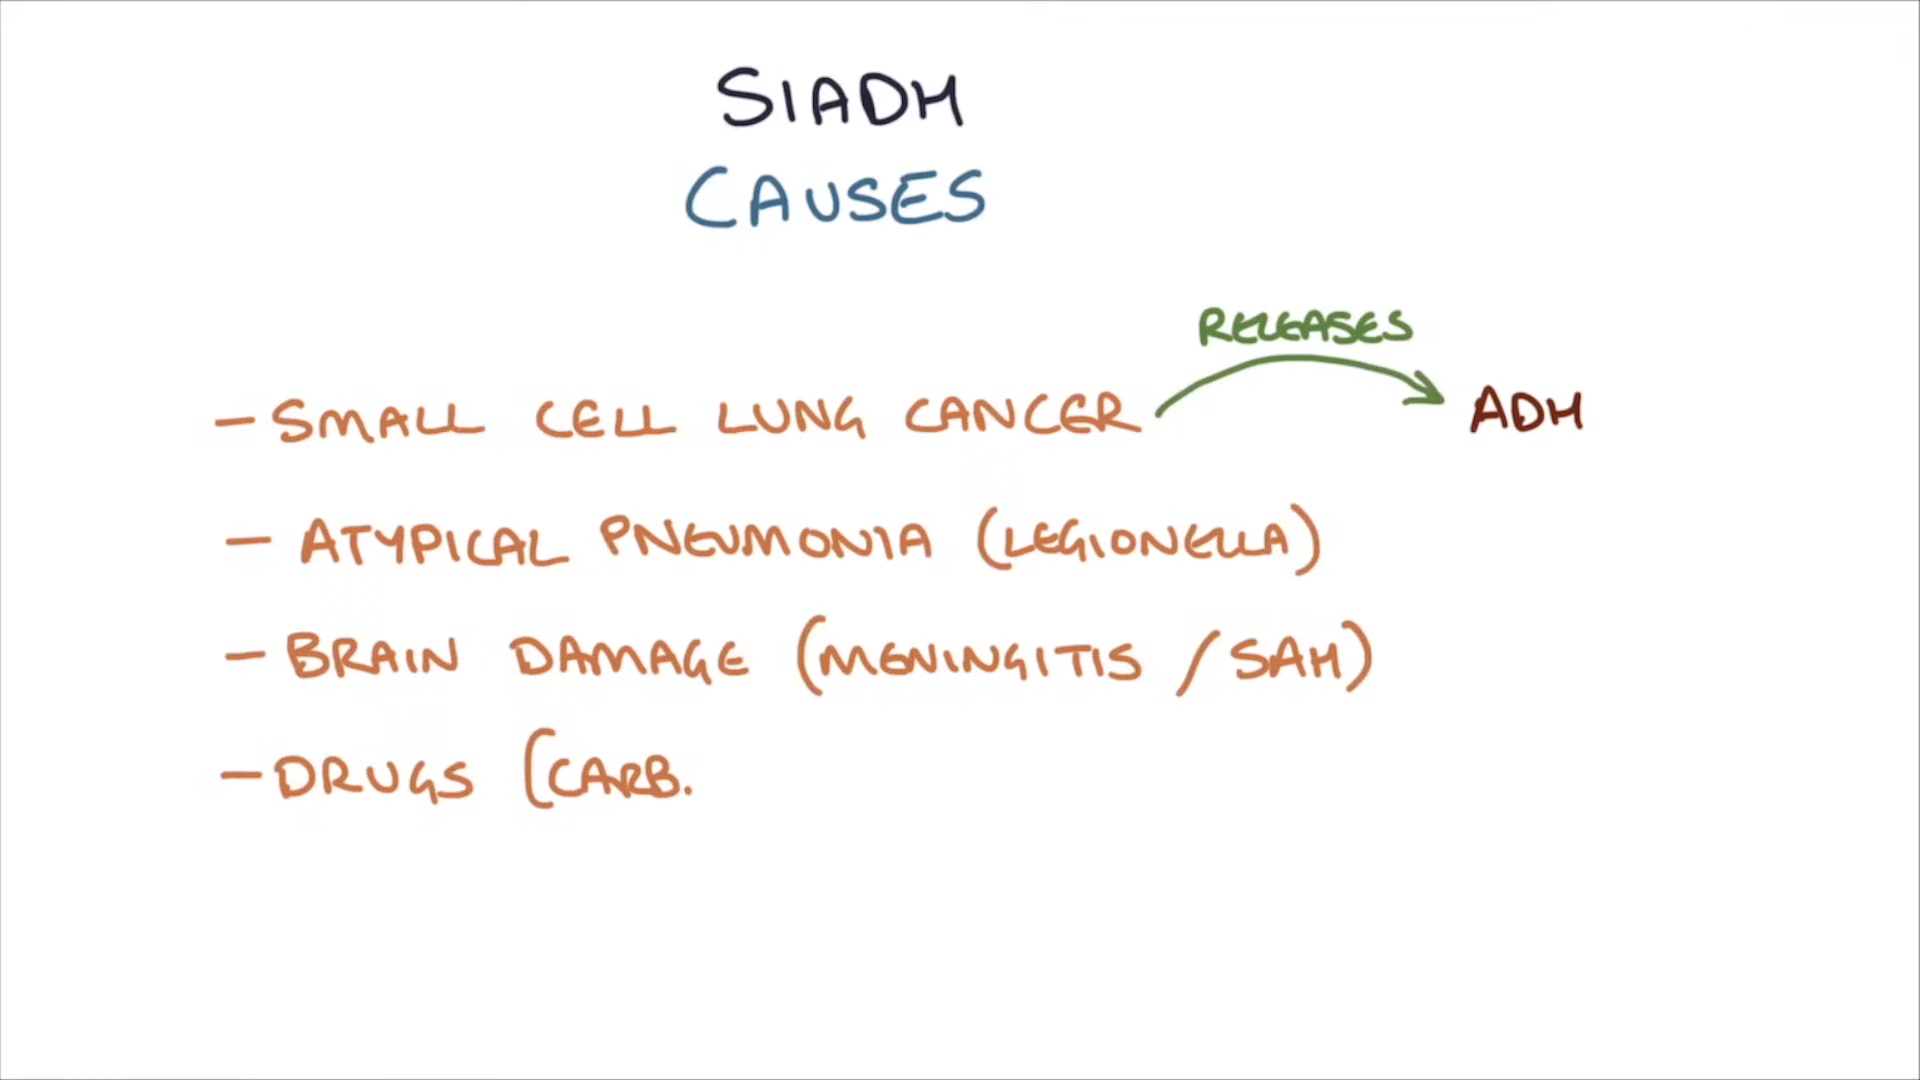 SIADH
CAUSES
RELEASES
- SMALL CELL LUNG CANCER ADH
- ATYPICAL PNEUMONIA (LEGIONELLA)
- BRAIN DAMAGE (MENINGITIS / SAH)
- DRUGS (CARB.